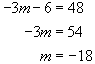 −3m − 6 = 48
−3m = 54
m = −18